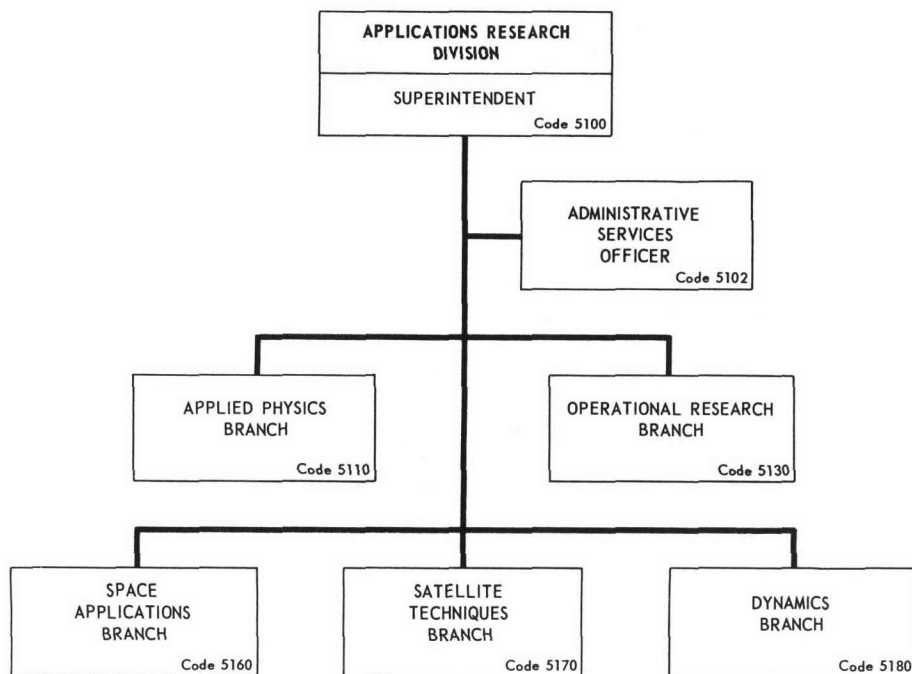 APPLICATIONS RESEARCH
DIVISION
SUPERINTENDENT
Code 5100
ADMINISTRATIVE
SERVICES
OFFICER
Code 5102
APPLIED PHYSICS
BRANCH
Code 5110
OPERATIONAL RESEARCH
BRANCH
Code 5130
SPACE
APPLICATIONS
BRANCH
Code 5160
SATELLITE
TECHNIQUES
BRANCH
Code 5170
DYNAMICS
BRANCH
Code 5180